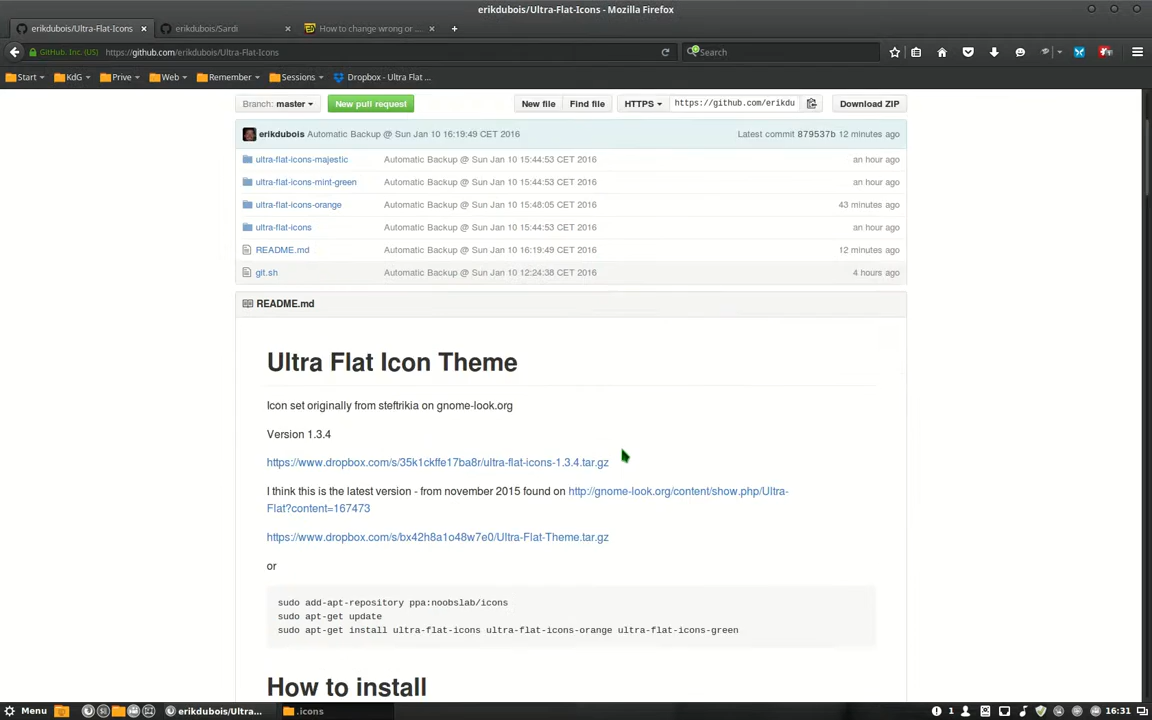 erikdubois/Ultra-Flat-Icons - Mozilla Firefox
erikdubois/Ultra-Flat-Icons
erikdubois/Sardi
How to change wrong or ...
GitHub, Inc. (US)
https://github.com/erikdubois/Ultra-Flat-Icons
Search
Start
KdG
Prive
Web
Remember
Sessions
Dropbox - Ultra Flat ...
Branch: master
New pull request
New file
Find file
HTTPS
https://github.com/erikdu
Download ZIP
erikdubois Automatic Backup @ Sun Jan 10 16:19:49 CET 2016
Latest commit 879537b 12 minutes ago
ultra-flat-icons-majestic Automatic Backup @ Sun Jan 10 15:44:53 CET 2016 an hour ago
ultra-flat-icons-mint-green Automatic Backup @ Sun Jan 10 15:44:53 CET 2016 an hour ago
ultra-flat-icons-orange Automatic Backup @ Sun Jan 10 15:48:05 CET 2016 43 minutes ago
ultra-flat-icons Automatic Backup @ Sun Jan 10 15:44:53 CET 2016 an hour ago
README.md Automatic Backup @ Sun Jan 10 16:19:49 CET 2016 12 minutes ago
git.sh Automatic Backup @ Sun Jan 10 12:24:38 CET 2016 4 hours ago
README.md
Ultra Flat Icon Theme
Icon set originally from steftrikia on gnome-look.org
Version 1.3.4
https://www.dropbox.com/s/35k1ckffe17ba8r/ultra-flat-icons-1.3.4.tar.gz
I think this is the latest version - from november 2015 found on http://gnome-look.org/content/show.php/Ultra-
Flat?content=167473
https://www.dropbox.com/s/bx42h8a1o48w7e0/Ultra-Flat-Theme.tar.gz
or
sudo add-apt-repository ppa:noobslab/icons
sudo apt-get update
sudo apt-get install ultra-flat-icons ultra-flat-icons-orange ultra-flat-icons-green
How to install
Menu
erikdubois/Ultra...
.icons
1
16:31